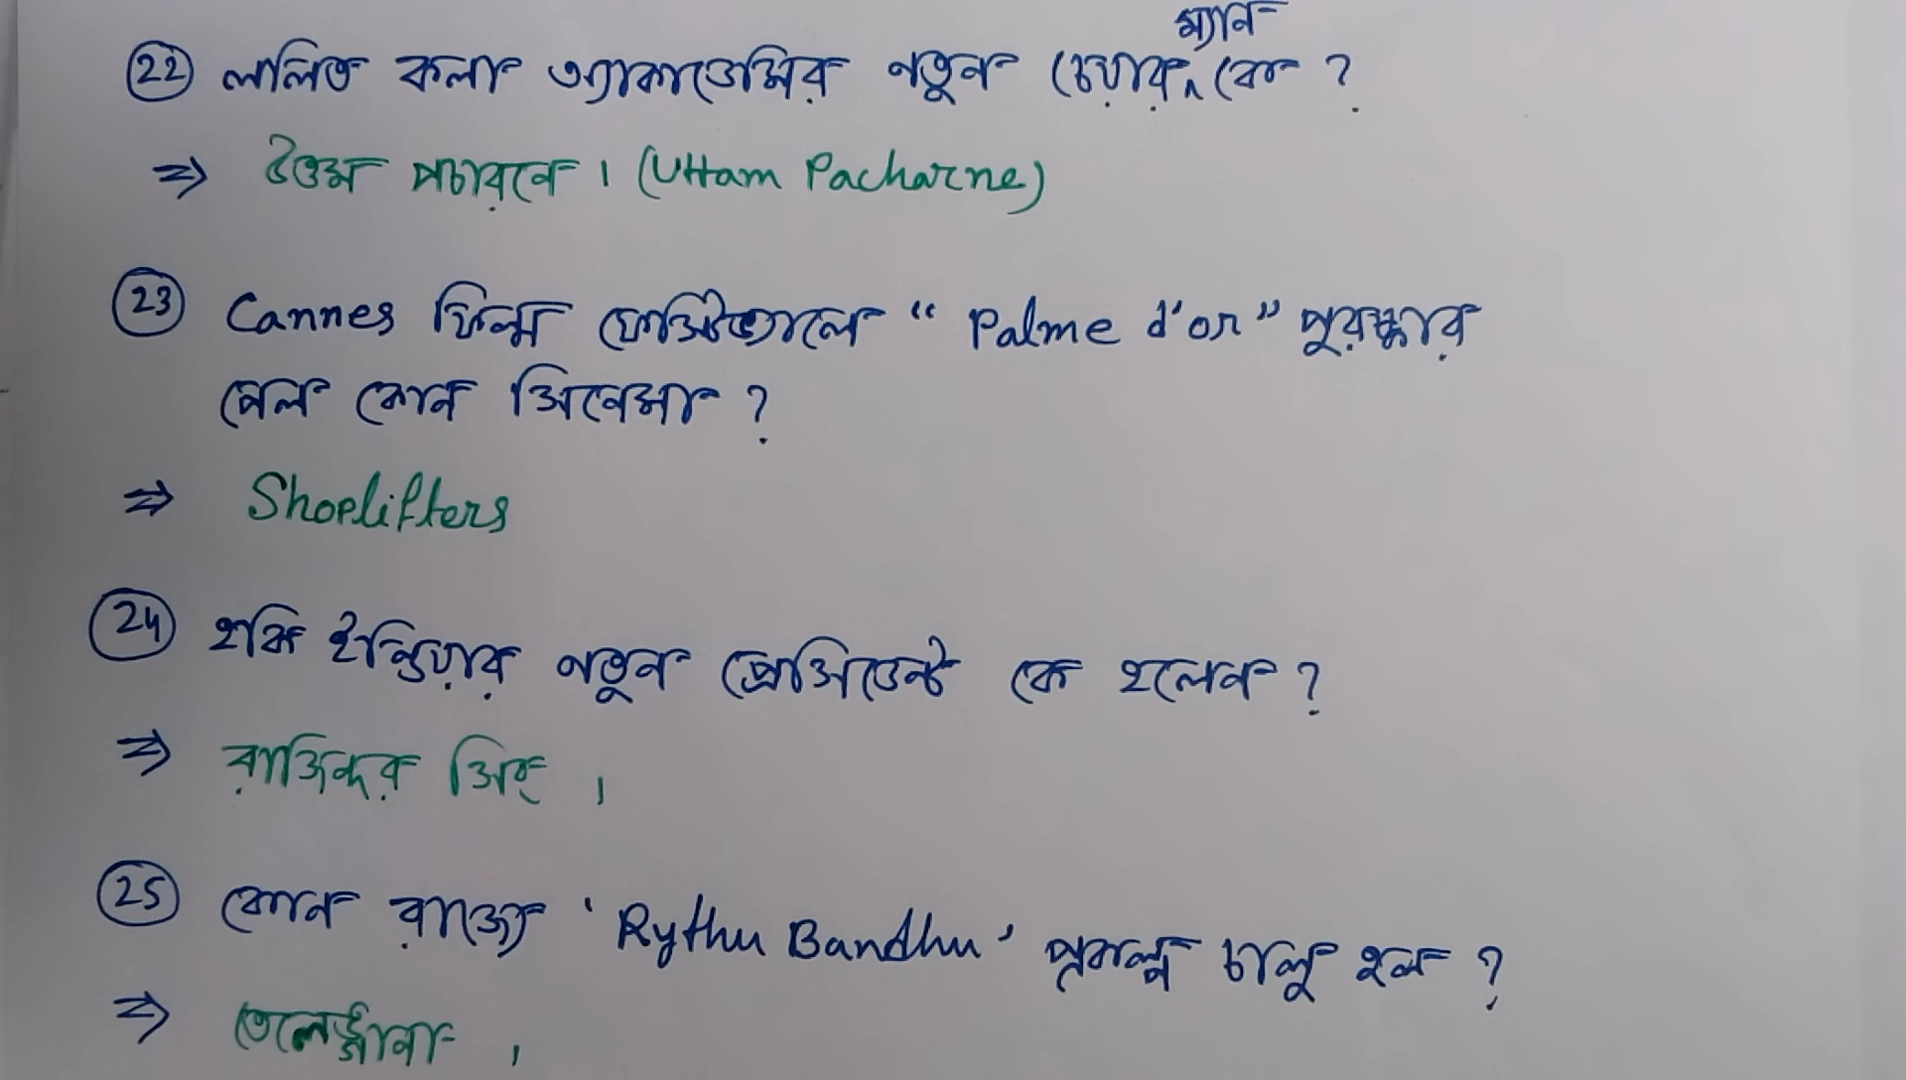 (22) ললিত কলা অ্যাকাডেমির নতুন চেয়ারম্যান কে ?
⇒ উত্তম পচারনে । (Uttam Pacharne)
(23) Cannes ফিল্ম ফেস্টিভ্যালে "Palme d'or" পুরস্কার
পেল কোন সিনেমা ?
⇒ Shoplifters
(24) হকি ইন্ডিয়ার নতুন প্রেসিডেন্ট কে হলেন ?
⇒ রাজিন্দর সিং ।
(25) কোন রাজ্যে 'Rythu Bandhu' প্রকল্প চালু হল ?
⇒ তেলেঙ্গানা ।